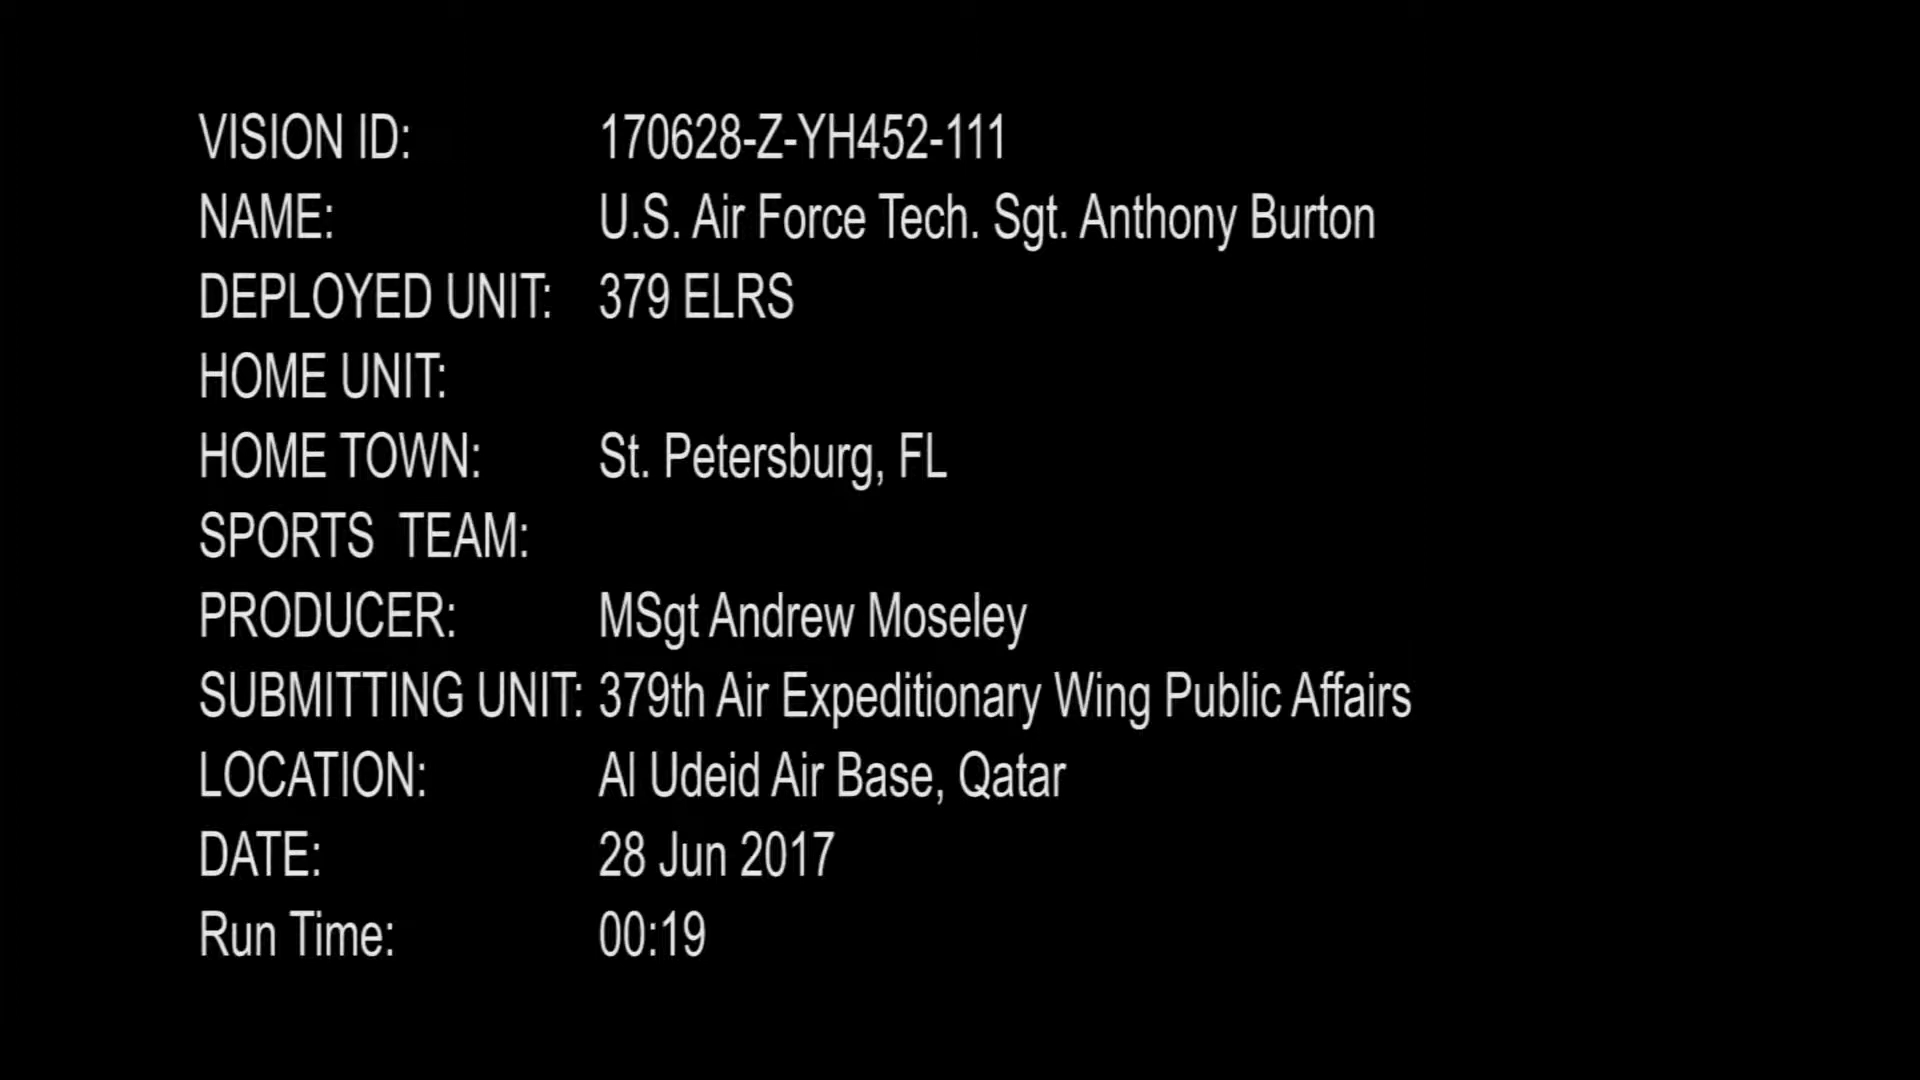 VISION ID: 170628-Z-YH452-111
NAME: U.S. Air Force Tech. Sgt. Anthony Burton
DEPLOYED UNIT: 379 ELRS
HOME UNIT:
HOME TOWN: St. Petersburg, FL
SPORTS TEAM:
PRODUCER: MSgt Andrew Moseley
SUBMITTING UNIT: 379th Air Expeditionary Wing Public Affairs
LOCATION: Al Udeid Air Base, Qatar
DATE: 28 Jun 2017
Run Time: 00:19